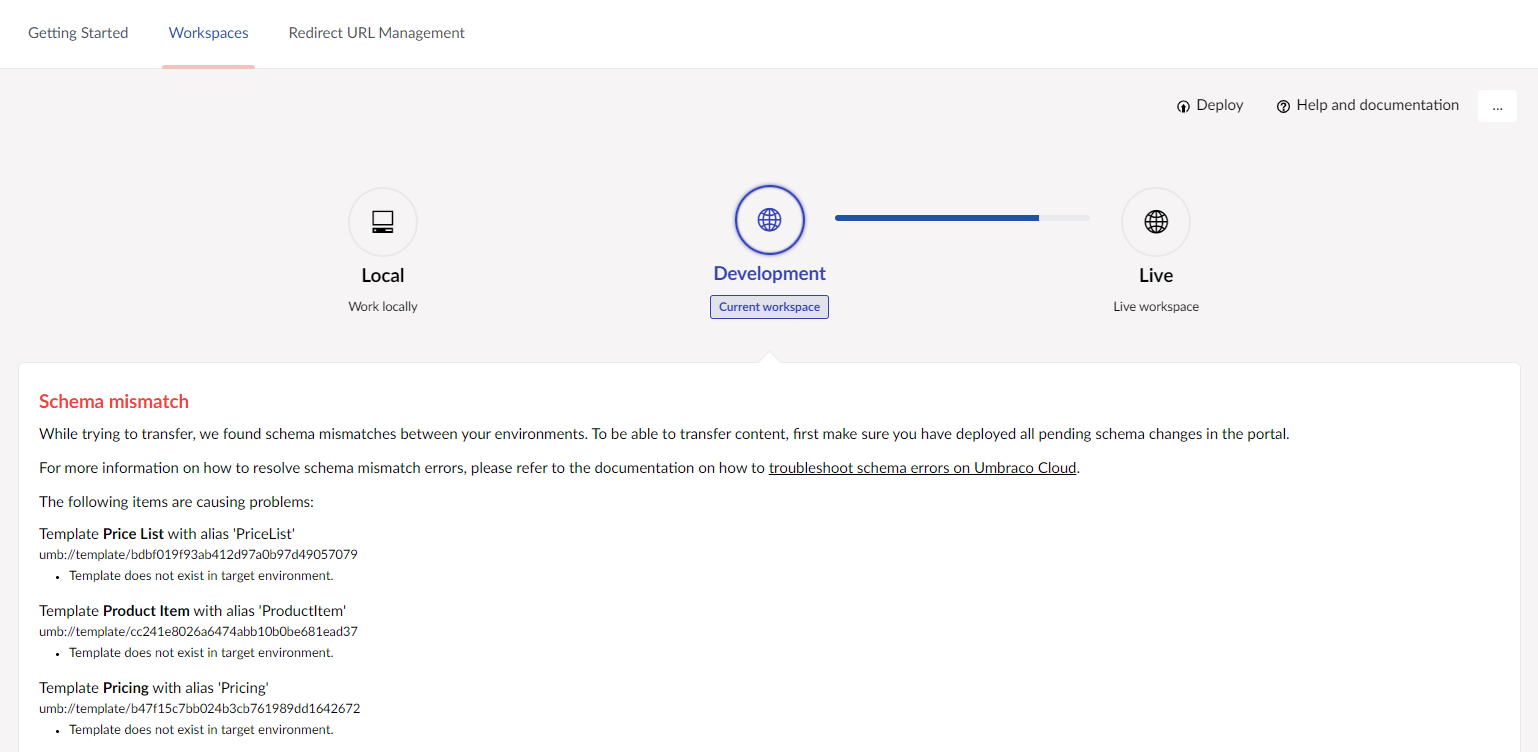 Getting Started Workspaces Redirect URL Management
Deploy Help and documentation ...
Local Development Live
Work locally Current workspace Live workspace
Schema mismatch
While trying to transfer, we found schema mismatches between your environments. To be able to transfer content, first make sure you have deployed all pending schema changes in the portal.
For more information on how to resolve schema mismatch errors, please refer to the documentation on how to troubleshoot schema errors on Umbraco Cloud.
The following items are causing problems:
Template Price List with alias 'PriceList'
umb://template/bdbf019f93ab412d97a0b97d49057079
• Template does not exist in target environment.
Template Product Item with alias 'ProductItem'
umb://template/cc241e8026a6474abb10b0be681ead37
• Template does not exist in target environment.
Template Pricing with alias 'Pricing'
umb://template/b47f15c7bb024b3cb761989dd1642672
• Template does not exist in target environment.